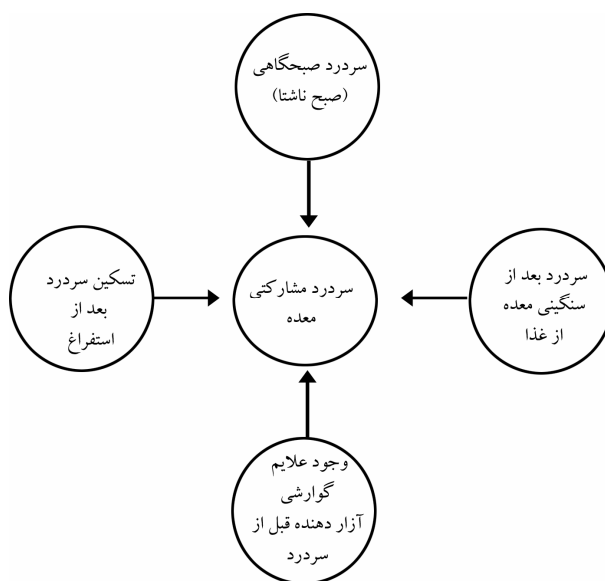 سردرد صبحگاهی
(صبح ناشتا)
سردرد بعد از
سنگینی معده
از غذا
سردرد مشارکتی
معده
تسکین سردرد
بعد از
استفراغ
وجود علایم
گوارشی
آزار دهنده قبل از
سردرد